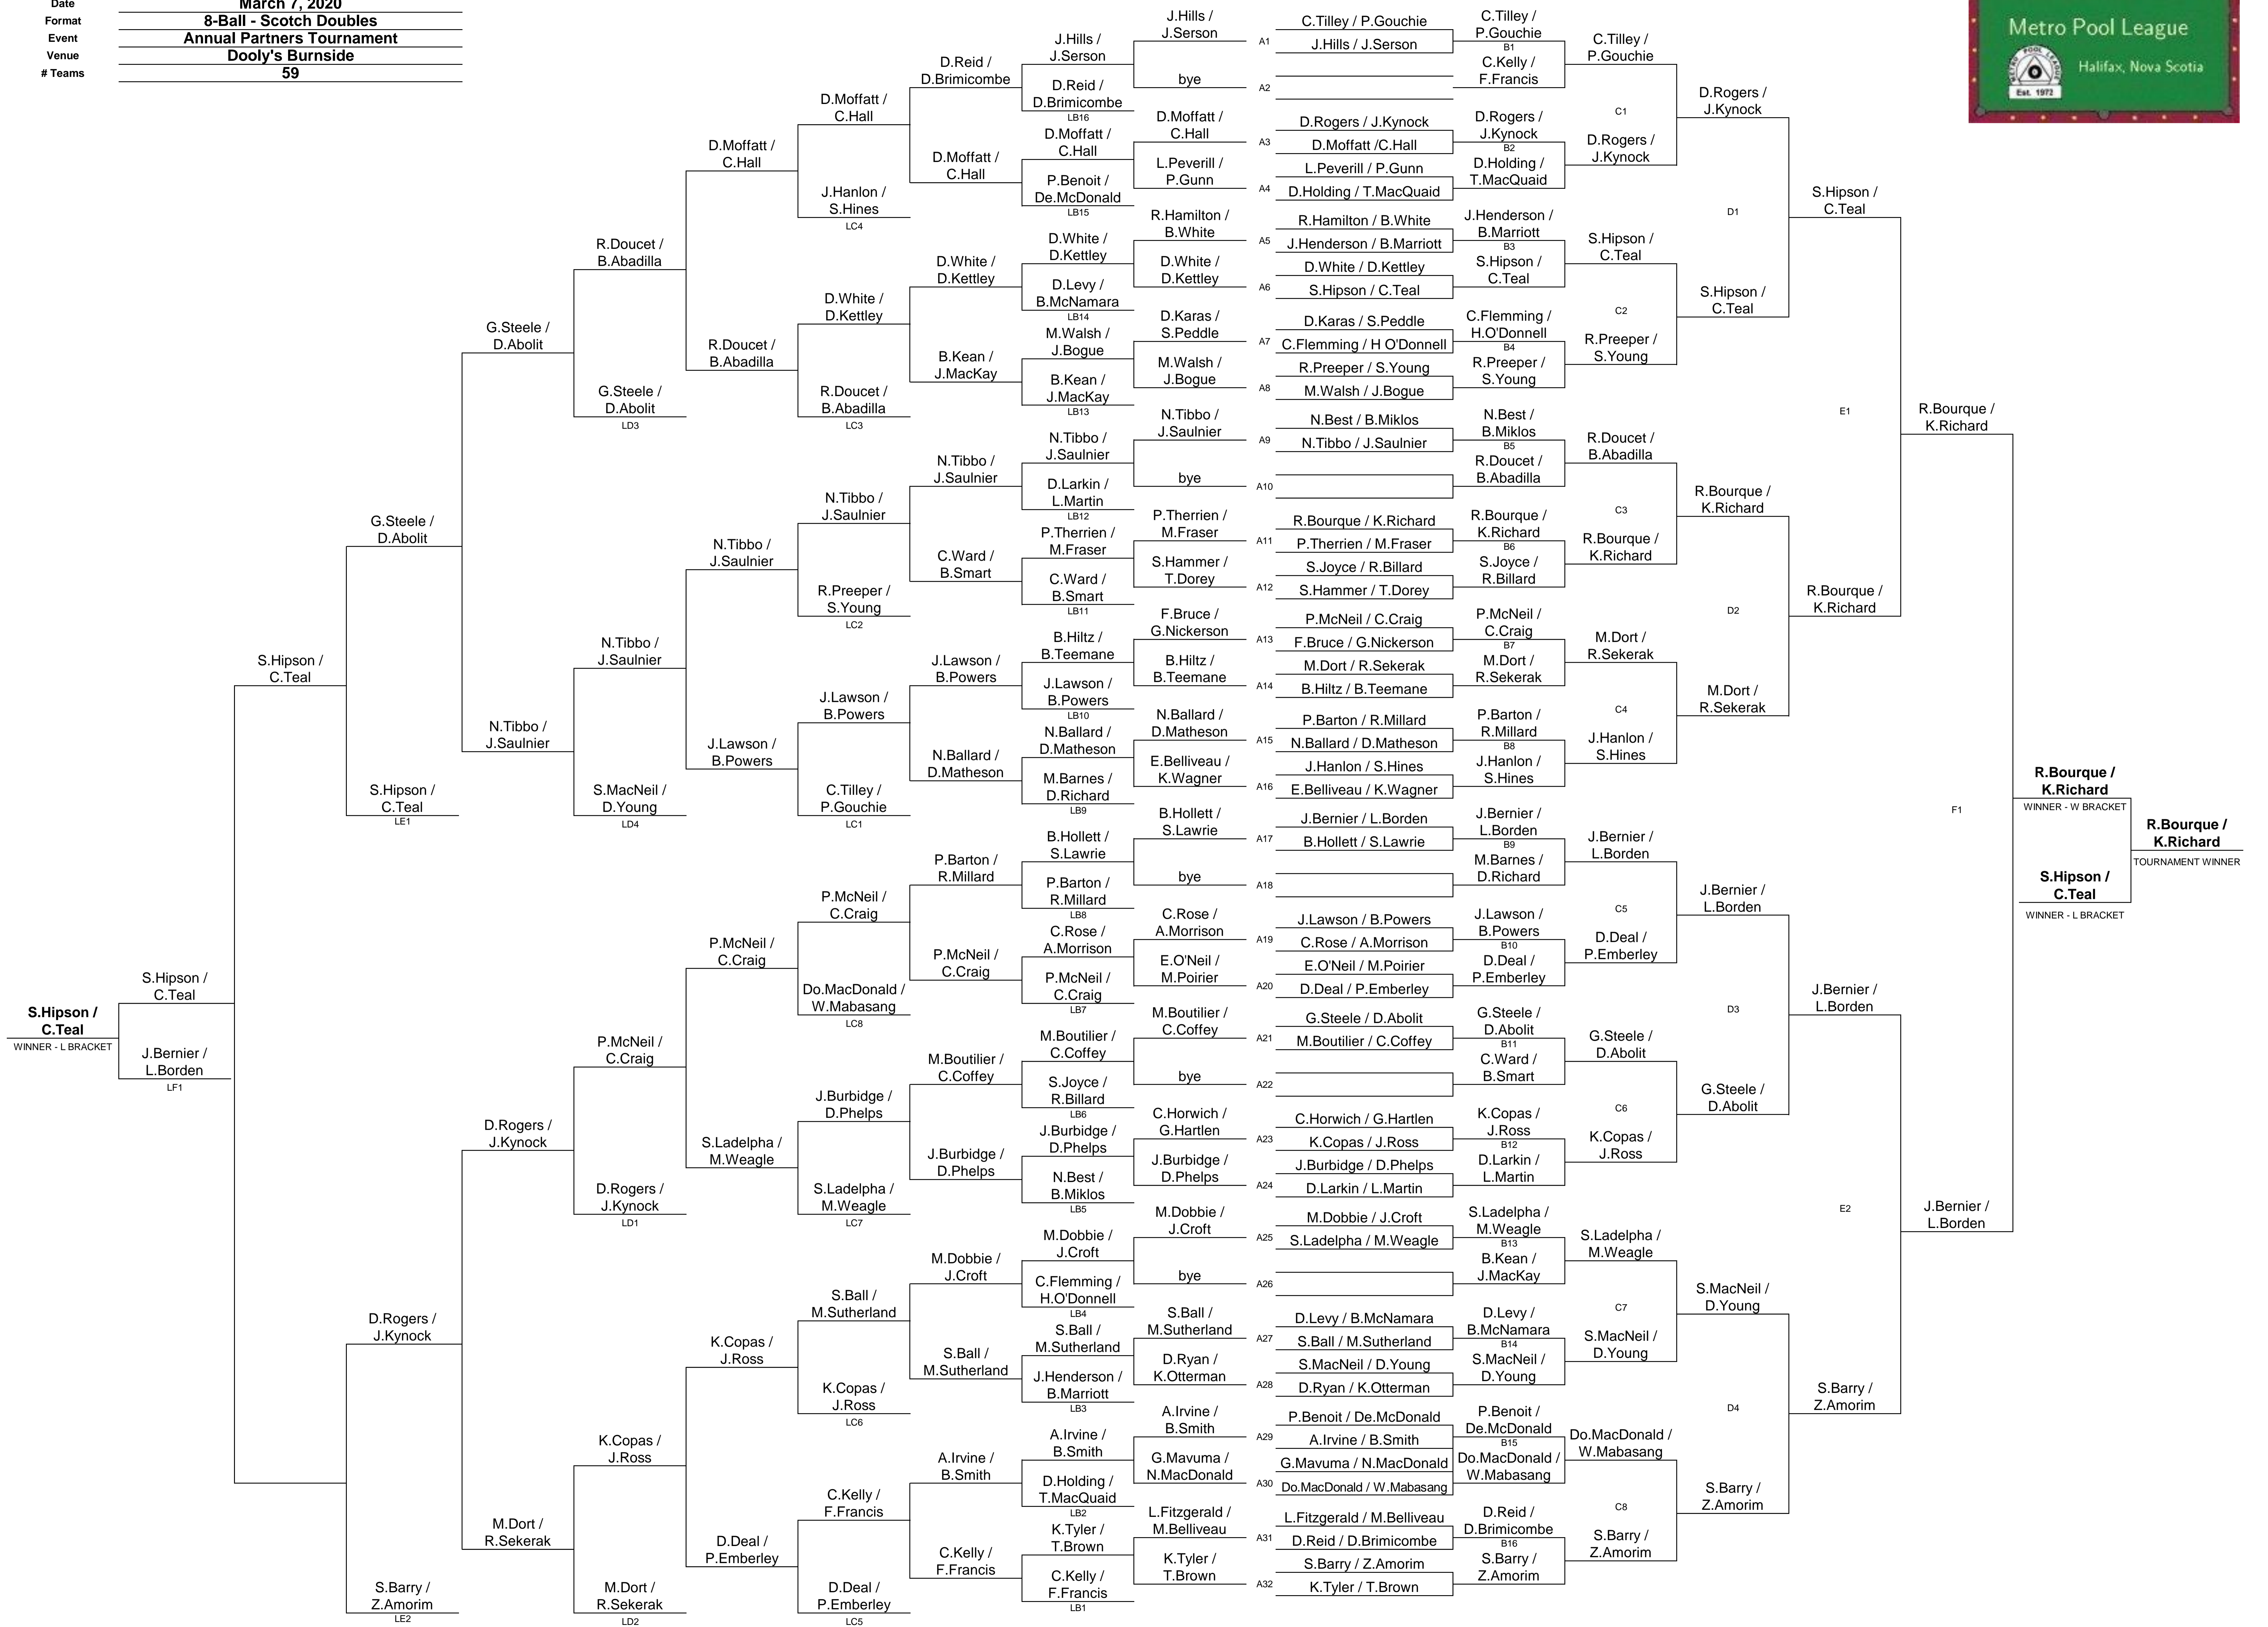 Date March 7, 2020
Format 8-Ball - Scotch Doubles
Event Annual Partners Tournament
Venue Dooly's Burnside
# Teams 59
Metro Pool League
Halifax, Nova Scotia
METRO POOL LEAGUE
Est. 1972
S.Hipson /
C.Teal
WINNER - L BRACKET
S.Hipson /
C.Teal
J.Bernier /
L.Borden
LF1
S.Hipson /
C.Teal
G.Steele /
D.Abolit
S.Hipson /
C.Teal
LE1
D.Rogers /
J.Kynock
S.Barry /
Z.Amorim
LE2
G.Steele /
D.Abolit
N.Tibbo /
J.Saulnier
D.Rogers /
J.Kynock
M.Dort /
R.Sekerak
R.Doucet /
B.Abadilla
G.Steele /
D.Abolit
LD3
N.Tibbo /
J.Saulnier
S.MacNeil /
D.Young
LD4
P.McNeil /
C.Craig
D.Rogers /
J.Kynock
LD1
K.Copas /
J.Ross
M.Dort /
R.Sekerak
LD2
D.Moffatt /
C.Hall
R.Doucet /
B.Abadilla
N.Tibbo /
J.Saulnier
J.Lawson /
B.Powers
P.McNeil /
C.Craig
S.Ladelpha /
M.Weagle
K.Copas /
J.Ross
D.Deal /
P.Emberley
D.Moffatt /
C.Hall
J.Hanlon /
S.Hines
LC4
D.White /
D.Kettley
R.Doucet /
B.Abadilla
LC3
N.Tibbo /
J.Saulnier
R.Preeper /
S.Young
LC2
J.Lawson /
B.Powers
C.Tilley /
P.Gouchie
LC1
P.McNeil /
C.Craig
Do.MacDonald /
W.Mabasang
LC8
J.Burbidge /
D.Phelps
S.Ladelpha /
M.Weagle
LC7
S.Ball /
M.Sutherland
K.Copas /
J.Ross
LC6
C.Kelly /
F.Francis
D.Deal /
P.Emberley
LC5
D.Reid /
D.Brimicombe
D.Moffatt /
C.Hall
D.White /
D.Kettley
B.Kean /
J.MacKay
N.Tibbo /
J.Saulnier
C.Ward /
B.Smart
J.Lawson /
B.Powers
N.Ballard /
D.Matheson
P.Barton /
R.Millard
P.McNeil /
C.Craig
M.Boutilier /
C.Coffey
J.Burbidge /
D.Phelps
M.Dobbie /
J.Croft
S.Ball /
M.Sutherland
A.Irvine /
B.Smith
C.Kelly /
F.Francis
J.Hills /
J.Serson
D.Reid /
D.Brimicombe
LB16
D.Moffatt /
C.Hall
P.Benoit /
De.McDonald
LB15
D.White /
D.Kettley
D.Levy /
B.McNamara
LB14
M.Walsh /
J.Bogue
B.Kean /
J.MacKay
LB13
N.Tibbo /
J.Saulnier
D.Larkin /
L.Martin
LB12
P.Therrien /
M.Fraser
C.Ward /
B.Smart
LB11
B.Hiltz /
B.Teemane
J.Lawson /
B.Powers
LB10
N.Ballard /
D.Matheson
M.Barnes /
D.Richard
LB9
B.Hollett /
S.Lawrie
P.Barton /
R.Millard
LB8
C.Rose /
A.Morrison
P.McNeil /
C.Craig
LB7
M.Boutilier /
C.Coffey
S.Joyce /
R.Billard
LB6
J.Burbidge /
D.Phelps
N.Best /
B.Miklos
LB5
M.Dobbie /
J.Croft
C.Flemming /
H.O'Donnell
LB4
S.Ball /
M.Sutherland
J.Henderson /
B.Marriott
LB3
A.Irvine /
B.Smith
D.Holding /
T.MacQuaid
LB2
K.Tyler /
T.Brown
C.Kelly /
F.Francis
LB1
J.Hills /
J.Serson
bye
D.Moffatt /
C.Hall
L.Peverill /
P.Gunn
R.Hamilton /
B.White
D.White /
D.Kettley
D.Karas /
S.Peddle
M.Walsh /
J.Bogue
N.Tibbo /
J.Saulnier
bye
P.Therrien /
M.Fraser
S.Hammer /
T.Dorey
F.Bruce /
G.Nickerson
B.Hiltz /
B.Teemane
N.Ballard /
D.Matheson
E.Belliveau /
K.Wagner
B.Hollett /
S.Lawrie
bye
C.Rose /
A.Morrison
E.O'Neil /
M.Poirier
M.Boutilier /
C.Coffey
bye
C.Horwich /
G.Hartlen
J.Burbidge /
D.Phelps
M.Dobbie /
J.Croft
bye
S.Ball /
M.Sutherland
D.Ryan /
K.Otterman
A.Irvine /
B.Smith
G.Mavuma /
N.MacDonald
L.Fitzgerald /
M.Belliveau
K.Tyler /
T.Brown
C.Tilley / P.Gouchie
A1
J.Hills / J.Serson
A2
D.Rogers / J.Kynock
A3
D.Moffatt /C.Hall
L.Peverill / P.Gunn
A4
D.Holding / T.MacQuaid
R.Hamilton / B.White
A5
J.Henderson / B.Marriott
D.White / D.Kettley
A6
S.Hipson / C.Teal
D.Karas / S.Peddle
A7
C.Flemming / H O'Donnell
R.Preeper / S.Young
A8
M.Walsh / J.Bogue
N.Best / B.Miklos
A9
N.Tibbo / J.Saulnier
A10
R.Bourque / K.Richard
A11
P.Therrien / M.Fraser
S.Joyce / R.Billard
A12
S.Hammer / T.Dorey
P.McNeil / C.Craig
A13
F.Bruce / G.Nickerson
M.Dort / R.Sekerak
A14
B.Hiltz / B.Teemane
P.Barton / R.Millard
A15
N.Ballard / D.Matheson
J.Hanlon / S.Hines
A16
E.Belliveau / K.Wagner
J.Bernier / L.Borden
A17
B.Hollett / S.Lawrie
A18
J.Lawson / B.Powers
A19
C.Rose / A.Morrison
E.O'Neil / M.Poirier
A20
D.Deal / P.Emberley
G.Steele / D.Abolit
A21
M.Boutilier / C.Coffey
A22
C.Horwich / G.Hartlen
A23
K.Copas / J.Ross
J.Burbidge / D.Phelps
A24
D.Larkin / L.Martin
M.Dobbie / J.Croft
A25
S.Ladelpha / M.Weagle
A26
D.Levy / B.McNamara
A27
S.Ball / M.Sutherland
S.MacNeil / D.Young
A28
D.Ryan / K.Otterman
P.Benoit / De.McDonald
A29
A.Irvine / B.Smith
G.Mavuma / N.MacDonald
A30
Do.MacDonald / W.Mabasang
L.Fitzgerald / M.Belliveau
A31
D.Reid / D.Brimicombe
S.Barry / Z.Amorim
A32
K.Tyler / T.Brown
C.Tilley /
P.Gouchie
B1
C.Kelly /
F.Francis
D.Rogers /
J.Kynock
B2
D.Holding /
T.MacQuaid
J.Henderson /
B.Marriott
B3
S.Hipson /
C.Teal
C.Flemming /
H.O'Donnell
B4
R.Preeper /
S.Young
N.Best /
B.Miklos
B5
R.Doucet /
B.Abadilla
R.Bourque /
K.Richard
B6
S.Joyce /
R.Billard
P.McNeil /
C.Craig
B7
M.Dort /
R.Sekerak
P.Barton /
R.Millard
B8
J.Hanlon /
S.Hines
J.Bernier /
L.Borden
B9
M.Barnes /
D.Richard
J.Lawson /
B.Powers
B10
D.Deal /
P.Emberley
G.Steele /
D.Abolit
B11
C.Ward /
B.Smart
K.Copas /
J.Ross
B12
D.Larkin /
L.Martin
S.Ladelpha /
M.Weagle
B13
B.Kean /
J.MacKay
D.Levy /
B.McNamara
B14
S.MacNeil /
D.Young
P.Benoit /
De.McDonald
B15
Do.MacDonald /
W.Mabasang
D.Reid /
D.Brimicombe
B16
S.Barry /
Z.Amorim
C.Tilley /
P.Gouchie
C1
D.Rogers /
J.Kynock
S.Hipson /
C.Teal
C2
R.Preeper /
S.Young
R.Doucet /
B.Abadilla
C3
R.Bourque /
K.Richard
M.Dort /
R.Sekerak
C4
J.Hanlon /
S.Hines
J.Bernier /
L.Borden
C5
D.Deal /
P.Emberley
G.Steele /
D.Abolit
C6
K.Copas /
J.Ross
S.Ladelpha /
M.Weagle
C7
S.MacNeil /
D.Young
Do.MacDonald /
W.Mabasang
C8
S.Barry /
Z.Amorim
D.Rogers /
J.Kynock
D1
S.Hipson /
C.Teal
R.Bourque /
K.Richard
D2
M.Dort /
R.Sekerak
J.Bernier /
L.Borden
D3
G.Steele /
D.Abolit
S.MacNeil /
D.Young
D4
S.Barry /
Z.Amorim
S.Hipson /
C.Teal
E1
R.Bourque /
K.Richard
J.Bernier /
L.Borden
E2
S.Barry /
Z.Amorim
R.Bourque /
K.Richard
F1
J.Bernier /
L.Borden
R.Bourque /
K.Richard
WINNER - W BRACKET
S.Hipson /
C.Teal
WINNER - L BRACKET
R.Bourque /
K.Richard
TOURNAMENT WINNER